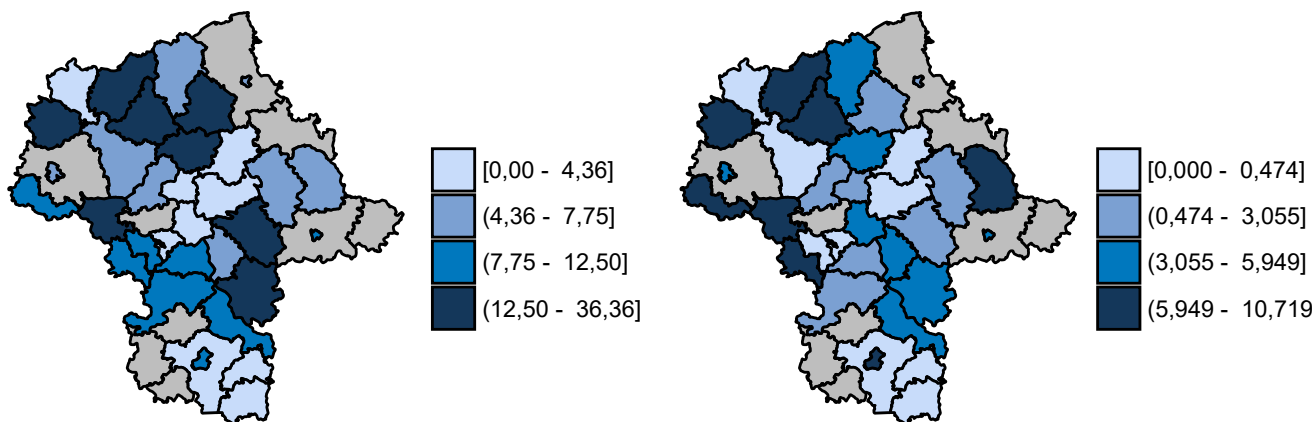 [0,00 - 4,36]
(4,36 - 7,75]
(7,75 - 12,50]
(12,50 - 36,36]
[0,000 - 0,474]
(0,474 - 3,055]
(3,055 - 5,949]
(5,949 - 10,719